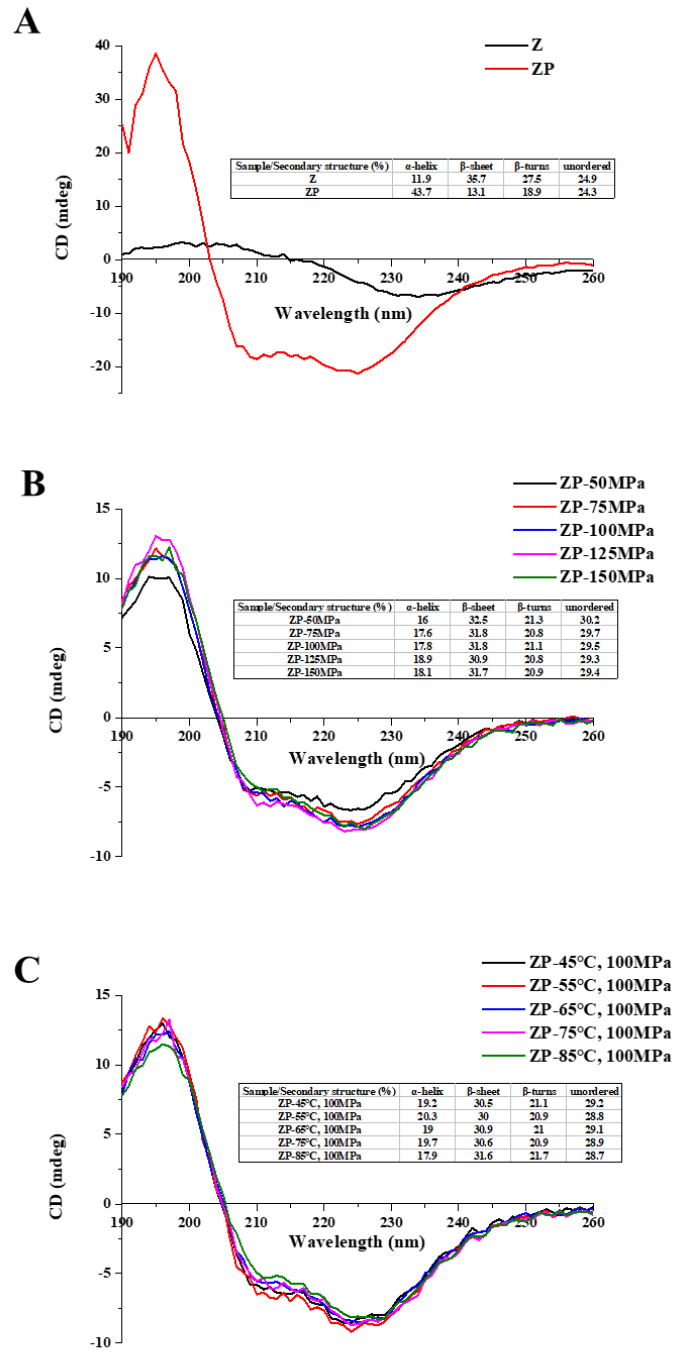 A
Z
ZP
40
30
20
10
0
-10
-20
CD (mdeg)
Sample/Secondary structure (%) α-helix β-sheet β-turns unordered
Z 11.9 35.7 27.5 24.9
ZP 43.7 13.1 18.9 24.3
190 200 210 220 230 240 250 260
Wavelength (nm)
B
ZP-50MPa
ZP-75MPa
ZP-100MPa
ZP-125MPa
ZP-150MPa
15
10
5
0
-5
-10
CD (mdeg)
Sample/Secondary structure (%) α-helix β-sheet β-turns unordered
ZP-50MPa 16 32.5 21.3 30.2
ZP-75MPa 17.6 31.8 20.8 29.7
ZP-100MPa 17.8 31.8 21.1 29.5
ZP-125MPa 18.9 30.9 20.8 29.3
ZP-150MPa 18.1 31.7 20.9 29.4
190 200 210 220 230 240 250 260
Wavelength (nm)
C
ZP-45°C, 100MPa
ZP-55°C, 100MPa
ZP-65°C, 100MPa
ZP-75°C, 100MPa
ZP-85°C, 100MPa
15
10
5
0
-5
-10
CD (mdeg)
Sample/Secondary structure (%) α-helix β-sheet β-turns unordered
ZP-45°C, 100MPa 19.2 30.5 21.1 29.2
ZP-55°C, 100MPa 20.3 30 20.9 28.8
ZP-65°C, 100MPa 19 30.9 21 29.1
ZP-75°C, 100MPa 19.7 30.6 20.9 28.9
ZP-85°C, 100MPa 17.9 31.6 21.7 28.7
190 200 210 220 230 240 250 260
Wavelength (nm)